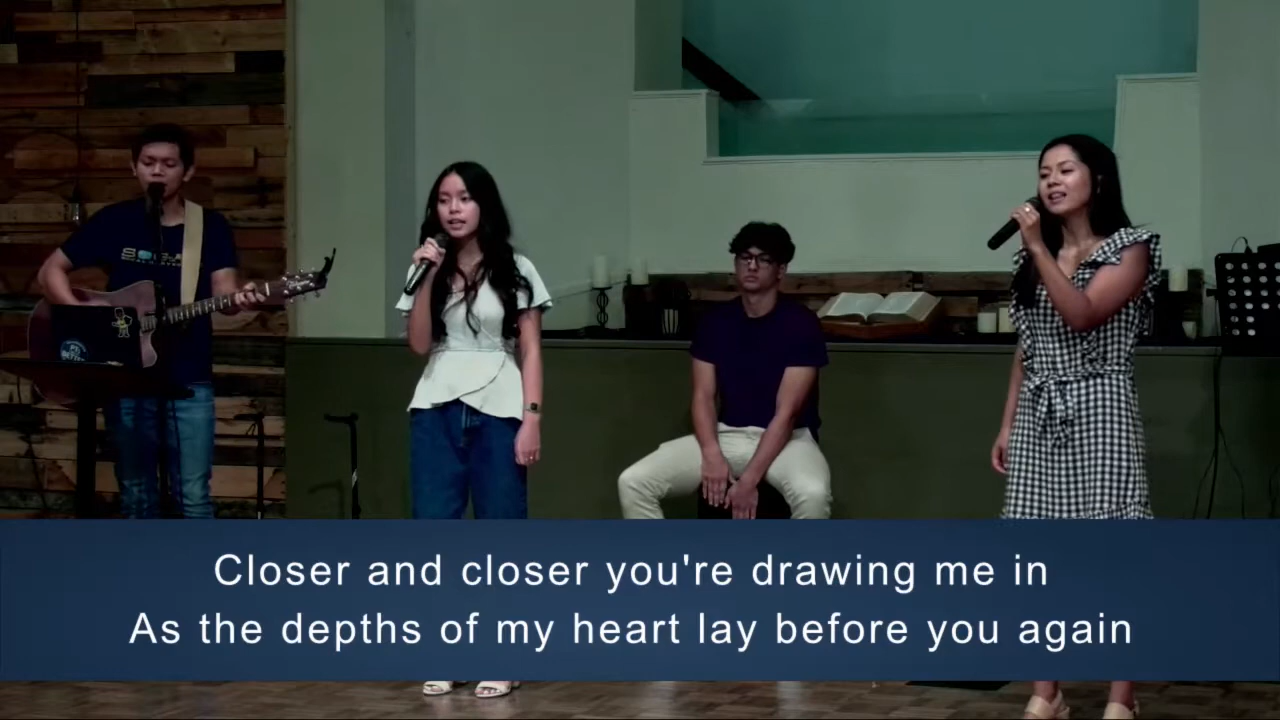 Closer and closer you're drawing me in
As the depths of my heart lay before you again